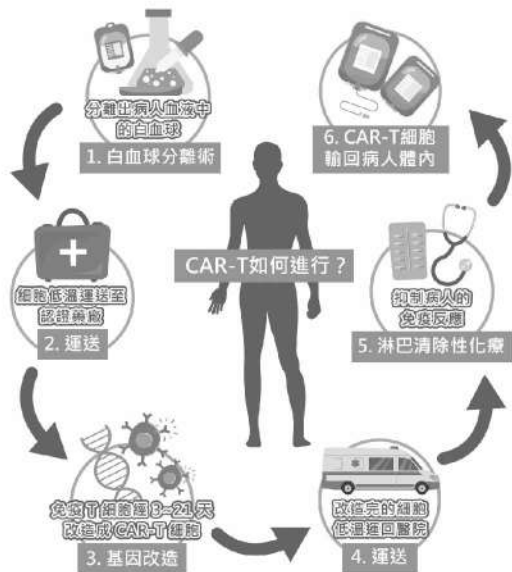 分離出病人血液中
的白血球
1. 白血球分離術
細胞低溫運送至
認證藥廠
2. 運送
免疫T細胞經3–21天
改造成CAR-T細胞
3. 基因改造
改造完的細胞
低溫運回醫院
4. 運送
抑制病人的
免疫反應
5. 淋巴清除性化療
6. CAR-T細胞
輸回病人體內
CAR-T如何進行？